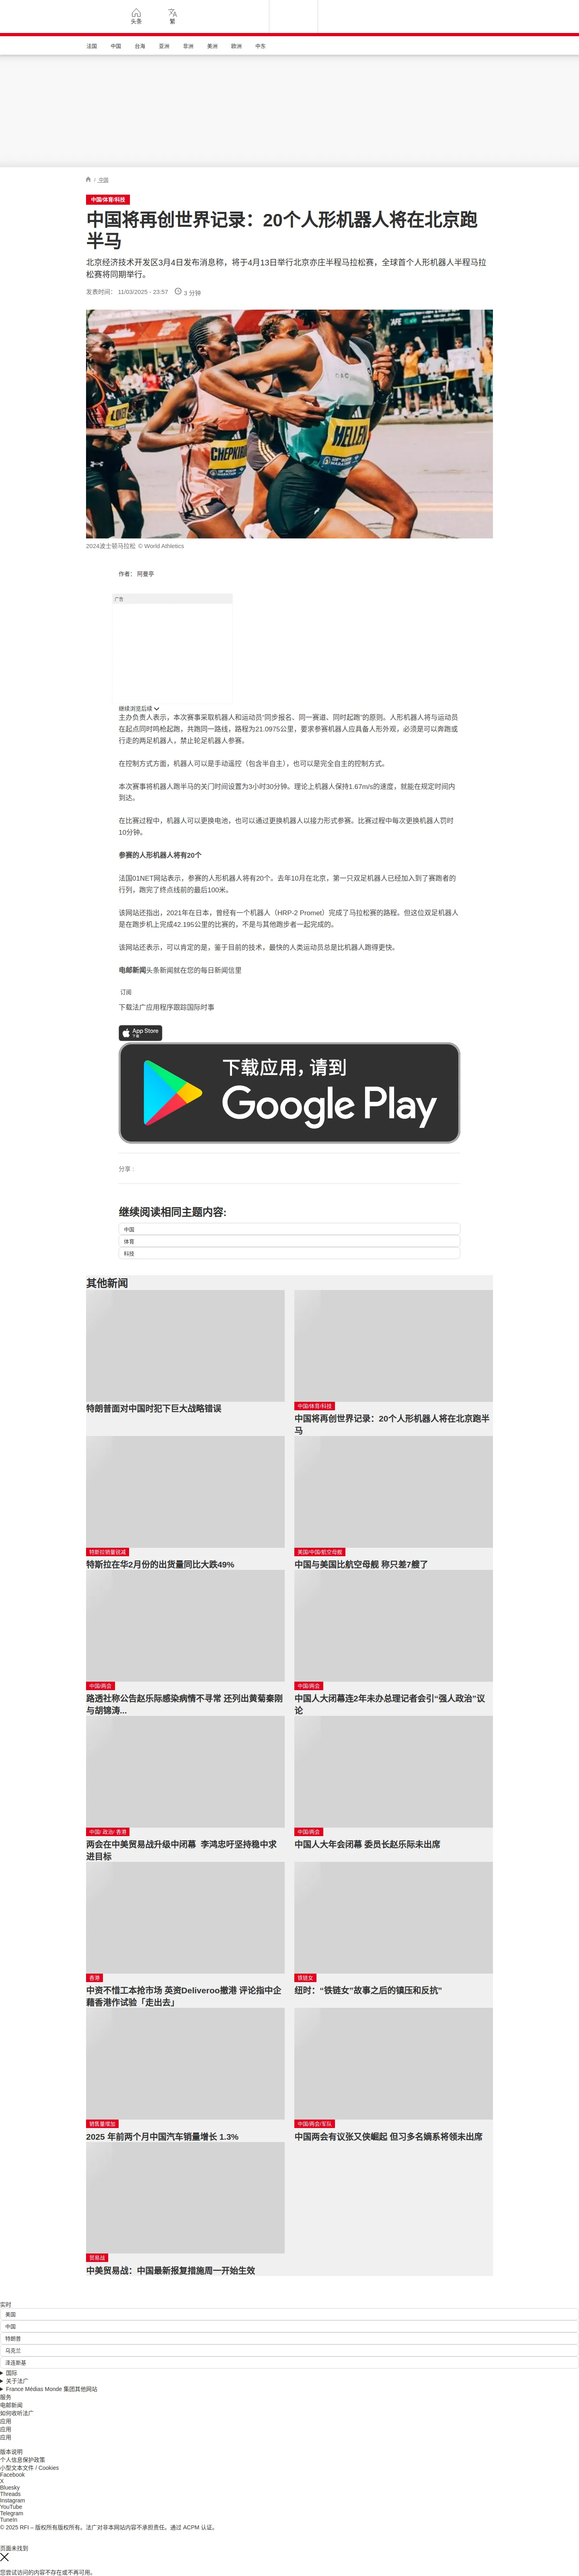 头条
繁
法国 中国 台海 亚洲 非洲 美洲 欧洲 中东
/ 中国
中国/体育/科技
中国将再创世界记录：20个人形机器人将在北京跑
半马
北京经济技术开发区3月4日发布消息称，将于4月13日举行北京亦庄半程马拉松赛，全球首个人形机器人半程马拉
松赛将同期举行。
发表时间： 11/03/2025 - 23:57 3 分钟
CHEPKIRUI
HELLEN
2024波士顿马拉松 © World Athletics
作者： 阿曼亭
广告
继续浏览后续
主办负责人表示，本次赛事采取机器人和运动员“同步报名、同一赛道、同时起跑”的原则。人形机器人将与运动员
在起点同时鸣枪起跑，共跑同一路线，路程为21.0975公里，要求参赛机器人应具备人形外观，必须是可以奔跑或
行走的两足机器人，禁止轮足机器人参赛。
在控制方式方面，机器人可以是手动遥控（包含半自主），也可以是完全自主的控制方式。
本次赛事将机器人跑半马的关门时间设置为3小时30分钟。理论上机器人保持1.67m/s的速度，就能在规定时间内
到达。
在比赛过程中，机器人可以更换电池，也可以通过更换机器人以接力形式参赛。比赛过程中每次更换机器人罚时
10分钟。
参赛的人形机器人将有20个
法国01NET网站表示，参赛的人形机器人将有20个。去年10月在北京，第一只双足机器人已经加入到了赛跑者的
行列，跑完了终点线前的最后100米。
该网站还指出，2021年在日本，曾经有一个机器人（HRP-2 Promet）完成了马拉松赛的路程。但这位双足机器人
是在跑步机上完成42.195公里的比赛的，不是与其他跑步者一起完成的。
该网站还表示，可以肯定的是，鉴于目前的技术，最快的人类运动员总是比机器人跑得更快。
电邮新闻头条新闻就在您的每日新闻信里
订阅
下载法广应用程序跟踪国际时事
App Store
下载
下载应用，请到
Google Play
分享 :
继续阅读相同主题内容:
中国
体育
科技
其他新闻
特朗普面对中国时犯下巨大战略错误
中国/体育/科技
中国将再创世界记录：20个人形机器人将在北京跑半
马
特斯拉销量锐减
特斯拉在华2月份的出货量同比大跌49%
美国/中国/航空母舰
中国与美国比航空母舰 称只差7艘了
中国/两会
路透社称公告赵乐际感染病情不寻常 还列出黄菊秦刚
与胡锦涛...
中国/两会
中国人大闭幕连2年未办总理记者会引“强人政治”议
论
中国/ 政治/ 香港
两会在中美贸易战升级中闭幕 李鸿忠吁坚持稳中求
进目标
中国/两会
中国人大年会闭幕 委员长赵乐际未出席
香港
中资不惜工本抢市场 英资Deliveroo撤港 评论指中企
藉香港作试验「走出去」
铁链女
纽时：“铁链女”故事之后的镇压和反抗”
销售量增加
2025 年前两个月中国汽车销量增长 1.3%
中国/两会/军队
中国两会有议张又侠崛起 但习多名嫡系将领未出席
贸易战
中美贸易战：中国最新报复措施周一开始生效
实时
美国
中国
特朗普
乌克兰
泽连斯基
国际
关于法广
France Médias Monde 集团其他网站
服务
电邮新闻
如何收听法广
应用
应用
应用
版本说明
个人信息保护政策
小型文本文件 / Cookies
Facebook
X
Bluesky
Threads
Instagram
YouTube
Telegram
TuneIn
© 2025 RFI – 版权所有版权所有。法广对非本网站内容不承担责任。通过 ACPM 认证。
页面未找到
您尝试访问的内容不存在或不再可用。